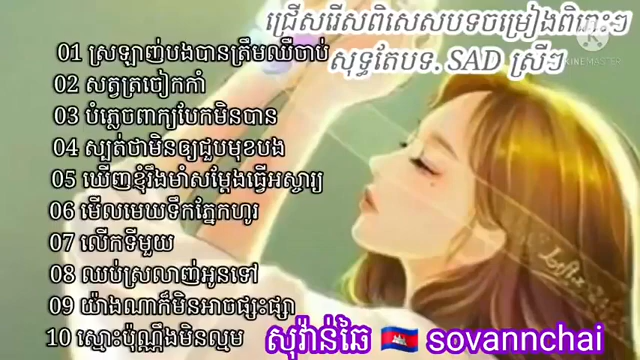 ជ្រើសរើសពិសេសបទចម្រៀងពិរោះៗ
សុទ្ធតែបទ. SAD ស្រីៗ
KINEMASTER
01 ស្រឡាញ់បងបានត្រឹមឈឺចាប់
02 សត្វត្រចៀកកាំ
03 បំភ្លេចពាក្យបែកមិនបាន
04 ស្បត់ថាមិនឲ្យជួបមុខបង
05 ឃើញខ្ញុំរឹងមាំសម្តែងធ្វើអស្ចារ្យ
06 មើលមេឃទឹកភ្នែកហូរ
07 លើកទីមួយ
08 ឈប់ស្រលាញ់អូនទៅ
09 យ៉ាងណាក៏មិនអាចផ្សះផ្សា
10 ស្មោះប៉ុណ្ណឹងមិនល្មម
សុវ៉ាន់ឆៃ 🇰🇭 sovannchai